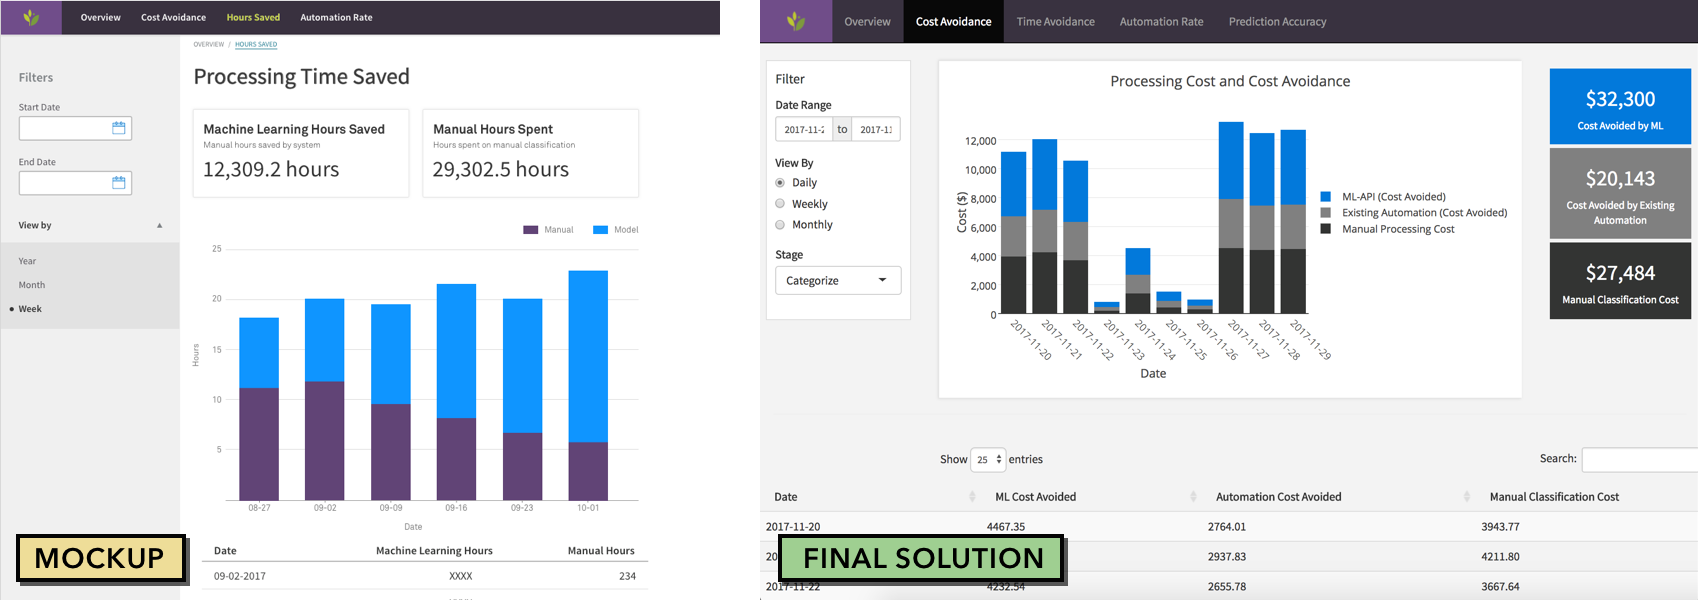 Overview Cost Avoidance Hours Saved Automation Rate
OVERVIEW / HOURS SAVED
Filters
Start Date
End Date
View by
Year
Month
Week
Processing Time Saved
Machine Learning Hours Saved
Manual hours saved by system
12,309.2 hours
Manual Hours Spent
Hours spent on manual classification
29,302.5 hours
Manual Model
25
20
15
10
5
Hours
08-27 09-02 09-09 09-16 09-23 10-01
Date
Date Machine Learning Hours Manual Hours
09-02-2017 XXXX 234
MOCKUP
Overview Cost Avoidance Time Avoidance Automation Rate Prediction Accuracy
Filter
Date Range
2017-11-2 to 2017-11
View By
Daily
Weekly
Monthly
Stage
Categorize
Processing Cost and Cost Avoidance
12,000
10,000
8,000
6,000
4,000
2,000
0
Cost ($)
2017-11-20 2017-11-21 2017-11-22 2017-11-23 2017-11-24 2017-11-25 2017-11-26 2017-11-27 2017-11-28 2017-11-29
Date
ML-API (Cost Avoided)
Existing Automation (Cost Avoided)
Manual Processing Cost
$32,300
Cost Avoided by ML
$20,143
Cost Avoided by Existing
Automation
$27,484
Manual Classification Cost
Show 25 entries Search:
Date ML Cost Avoided Automation Cost Avoided Manual Classification Cost
2017-11-20 4467.35 2764.01 3943.77
20 2937.83 4211.80
2017-11-22 4232.54 2655.78 3667.64
FINAL SOLUTION